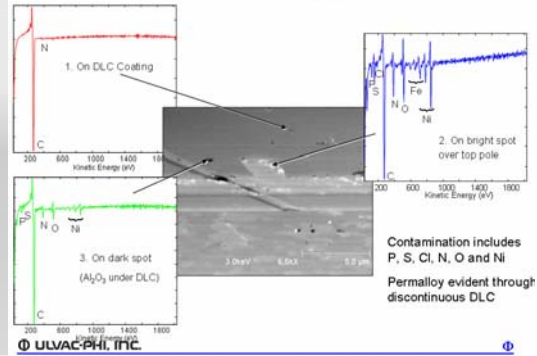 N
1. On DLC Coating
C
200 600 1000 1400 1800
Kinetic Energy (eV)
P S Cl N O Fe Ni
2. On bright spot
over top pole
C
200 600 1000 1400 1800
Kinetic Energy (eV)
P S N O Ni
3. On dark spot
(Al2O3 under DLC)
C
200 600 1000 1400 1800
Kinetic Energy (eV)
3.0keV 5.0 µm
Contamination includes
P, S, Cl, N, O and Ni
Permalloy evident through
discontinuous DLC
Φ ULVAC-PHI, INC.
Φ